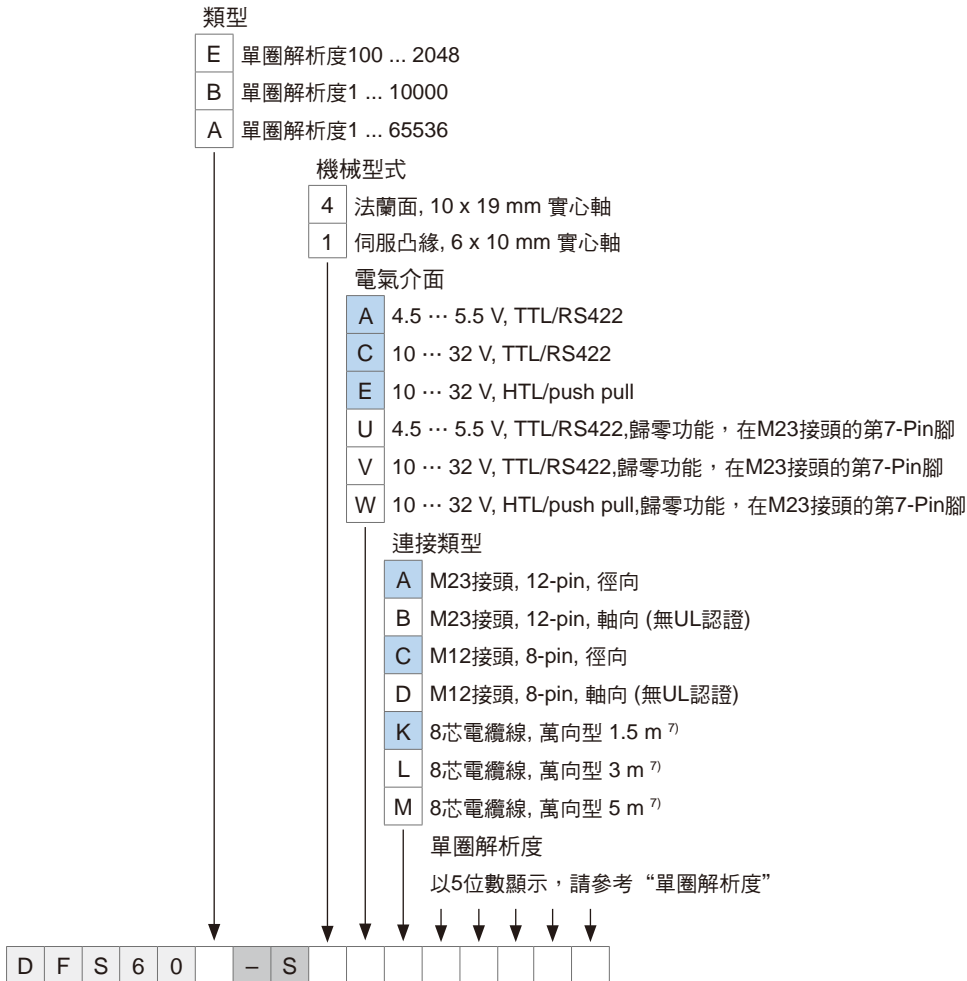 類型
E 單圈解析度100 ... 2048
B 單圈解析度1 ... 10000
A 單圈解析度1 ... 65536
機械型式
4 法蘭面, 10 x 19 mm 實心軸
1 伺服凸緣, 6 x 10 mm 實心軸
電氣介面
A 4.5 ⋯ 5.5 V, TTL/RS422
C 10 ⋯ 32 V, TTL/RS422
E 10 ⋯ 32 V, HTL/push pull
U 4.5 ⋯ 5.5 V, TTL/RS422,歸零功能，在M23接頭的第7-Pin腳
V 10 ⋯ 32 V, TTL/RS422,歸零功能，在M23接頭的第7-Pin腳
W 10 ⋯ 32 V, HTL/push pull,歸零功能，在M23接頭的第7-Pin腳
連接類型
A M23接頭, 12-pin, 徑向
B M23接頭, 12-pin, 軸向 (無UL認證)
C M12接頭, 8-pin, 徑向
D M12接頭, 8-pin, 軸向 (無UL認證)
K 8芯電纜線, 萬向型 1.5 m 7)
L 8芯電纜線, 萬向型 3 m 7)
M 8芯電纜線, 萬向型 5 m 7)
單圈解析度
以5位數顯示，請參考“單圈解析度”
D F S 6 0 – S